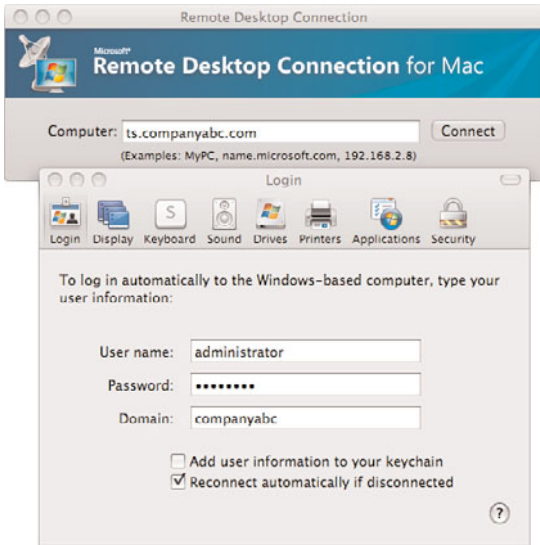 Remote Desktop Connection
Microsoft®
Remote Desktop Connection for Mac
Computer: ts.companyabc.com Connect
(Examples: MyPC, name.microsoft.com, 192.168.2.8)
Login
S
Login Display Keyboard Sound Drives Printers Applications Security
To log in automatically to the Windows-based computer, type your
user information:
User name: administrator
Password: ••••••••
Domain: companyabc
Add user information to your keychain
Reconnect automatically if disconnected
?